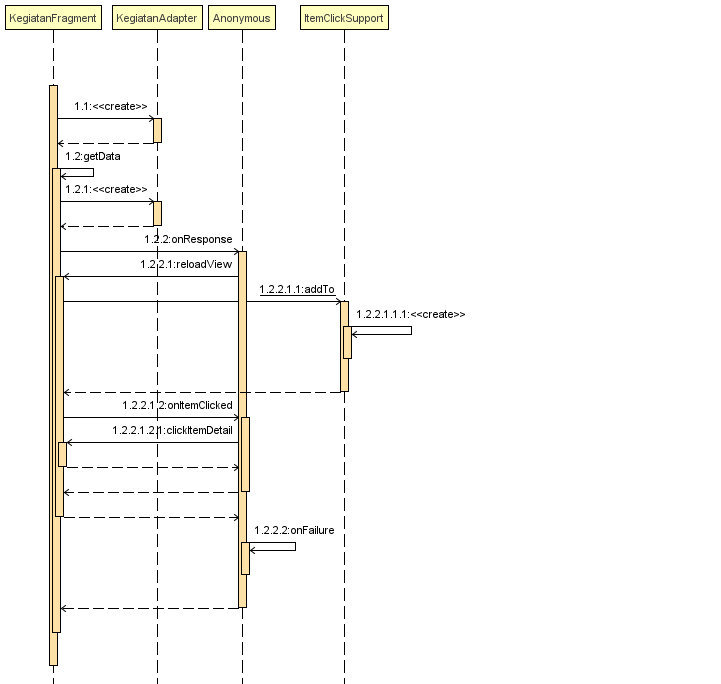 KegiatanFragment
KegiatanAdapter
Anonymous
ItemClickSupport
1.1:<<create>>
1.2:getData
1.2.1:<<create>>
1.2.2:onResponse
1.2.2.1:reloadView
1.2.2.1.1:addTo
1.2.2.1.1.1:<<create>>
1.2.2.1.2:onItemClicked
1.2.2.1.2.1:clickItemDetail
1.2.2.2:onFailure